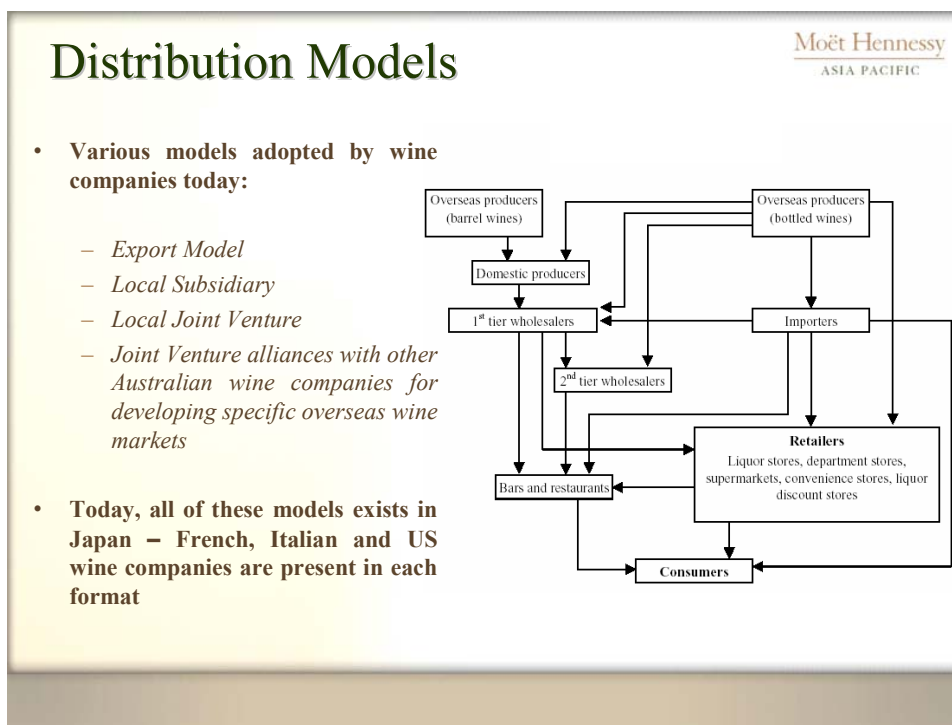 Distribution Models
Moët Hennessy
ASIA PACIFIC
• Various models adopted by wine
companies today:
– Export Model
– Local Subsidiary
– Local Joint Venture
– Joint Venture alliances with other
Australian wine companies for
developing specific overseas wine
markets
• Today, all of these models exists in
Japan – French, Italian and US
wine companies are present in each
format
Overseas producers
(barrel wines)
Overseas producers
(bottled wines)
Domestic producers
1st tier wholesalers
Importers
2nd tier wholesalers
Retailers
Liquor stores, department stores,
supermarkets, convenience stores, liquor
discount stores
Bars and restaurants
Consumers